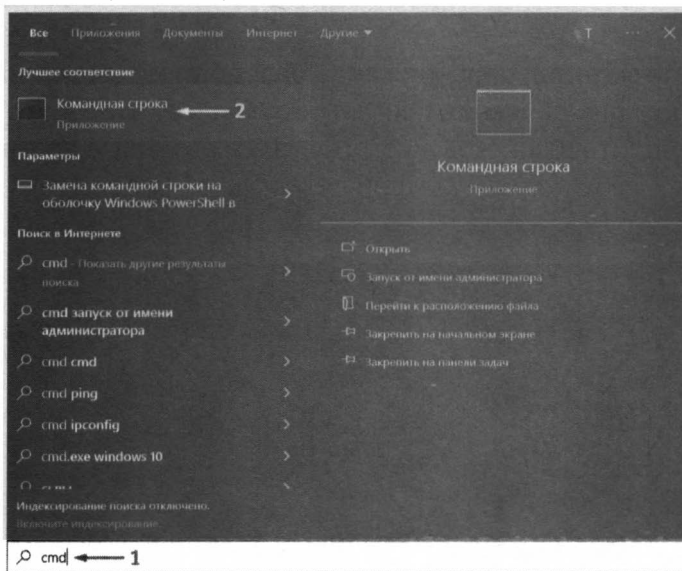 Все Приложения Документы Интернет Другие T ... 
Лучшее соответствие
Командная строка 2
Приложение
Параметры
Замена командной строки на
оболочку Windows PowerShell в
Поиск в Интернете
cmd - Показать другие результаты
поиска
cmd запуск от имени
администратора
cmd cmd
cmd ping
cmd ipconfig
cmd.exe windows 10
Индексирование поиска отключено.
Включите индексирование.
Командная строка
Приложение
Открыть
Запуск от имени администратора
Перейти к расположению файла
Закрепить на начальном экране
Закрепить на панели задач
cmd 1